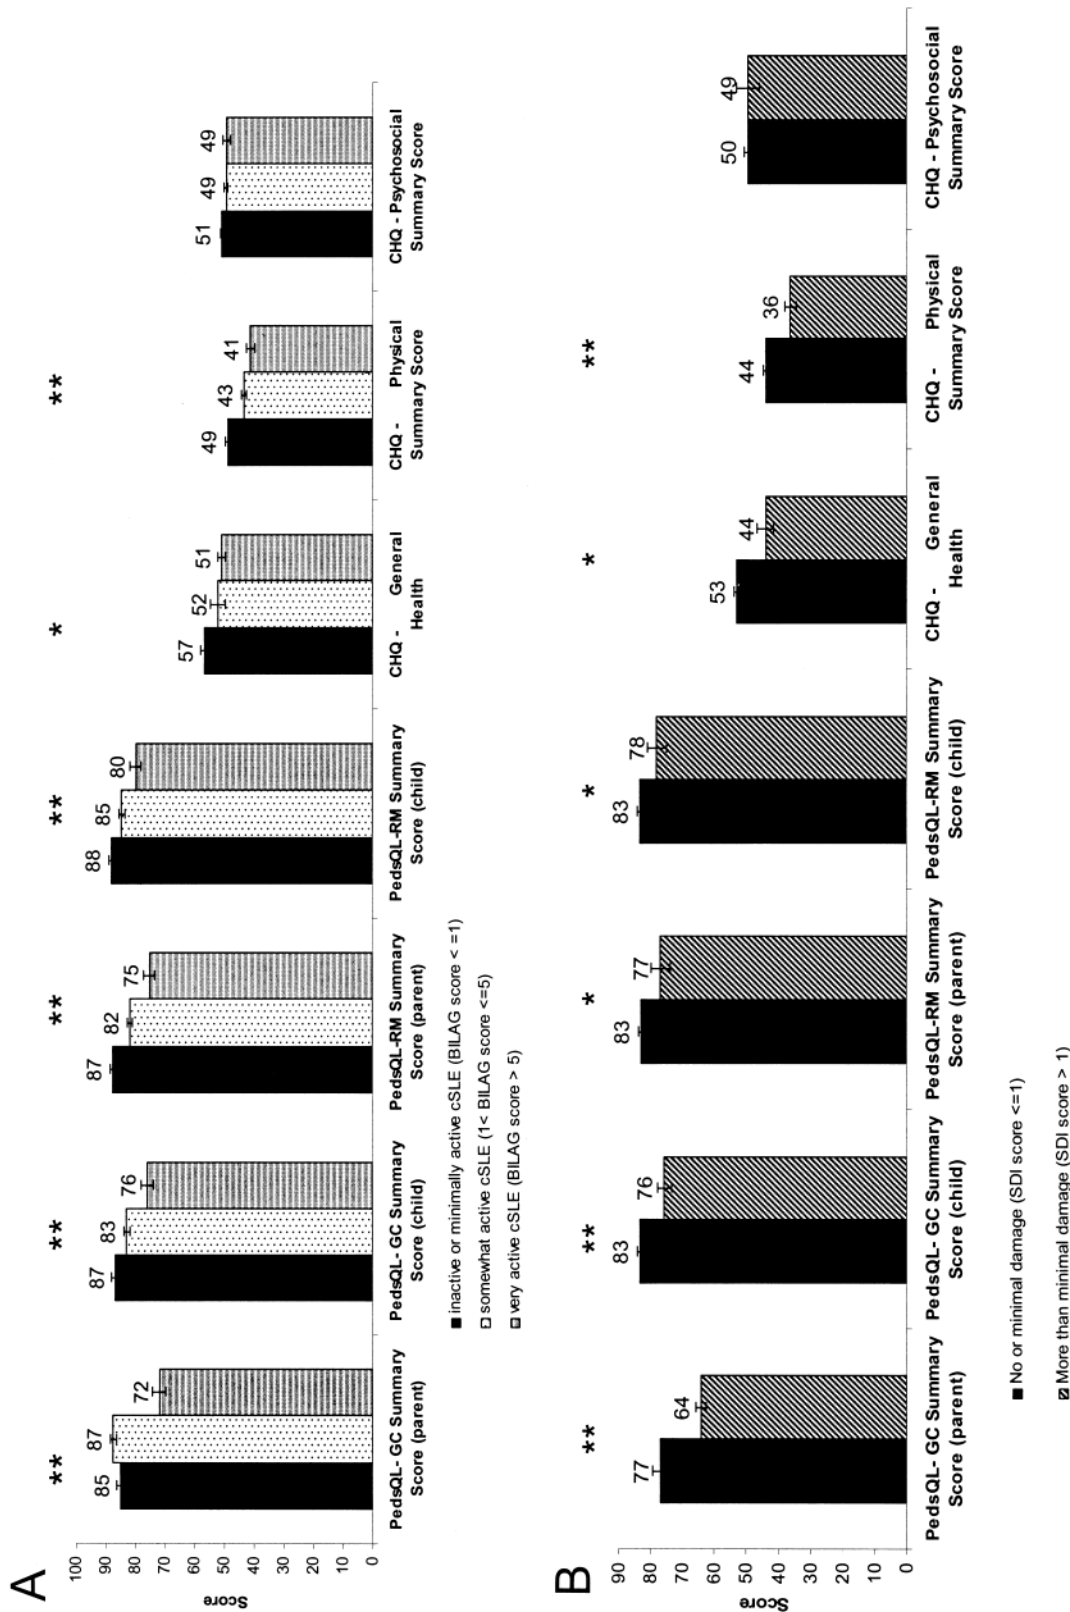 A
**
**
**
**
*
**
100
90
80
70
60
50
40
30
20
10
0
Score
85
87
72
87
83
76
87
82
75
88
85
80
57
52
51
49
43
41
51
49
49
PedsQL- GC Summary
Score (parent)
PedsQL- GC Summary
Score (child)
PedsQL-RM Summary
Score (parent)
PedsQL-RM Summary
Score (child)
CHQ - General
Health
CHQ - Physical
Summary Score
CHQ - Psychosocial
Summary Score
inactive or minimally active cSLE (BILAG score < =1)
somewhat active cSLE (1< BILAG score <=5)
very active cSLE (BILAG score > 5)
B
**
**
*
*
*
**
90
80
70
60
50
40
30
20
10
0
Score
77
64
83
76
83
77
83
78
53
44
44
36
50
49
PedsQL- GC Summary
Score (parent)
PedsQL- GC Summary
Score (child)
PedsQL-RM Summary
Score (parent)
PedsQL-RM Summary
Score (child)
CHQ - General
Health
CHQ - Physical
Summary Score
CHQ - Psychosocial
Summary Score
No or minimal damage (SDI score <=1)
More than minimal damage (SDI score > 1)